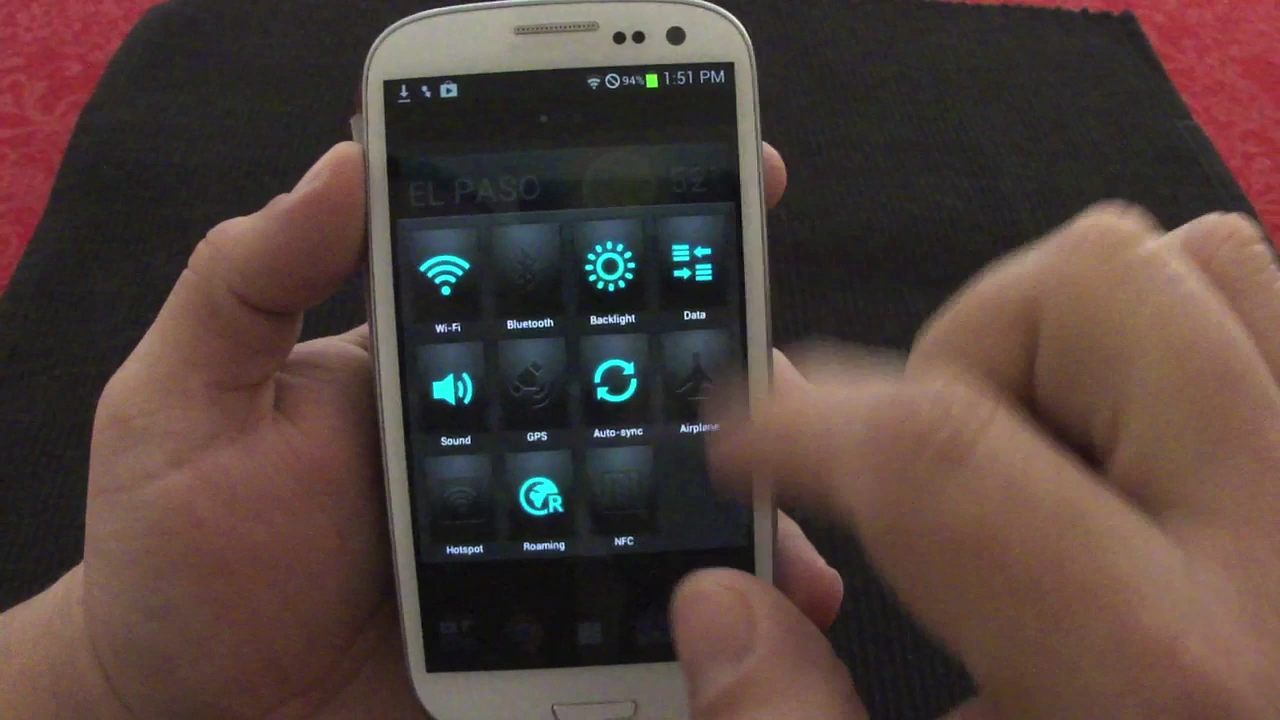 94% 1:51 PM
EL PASO 62°
Wi-Fi Bluetooth Backlight Data
Sound GPS Auto-sync Airplane
R
Hotspot Roaming NFC